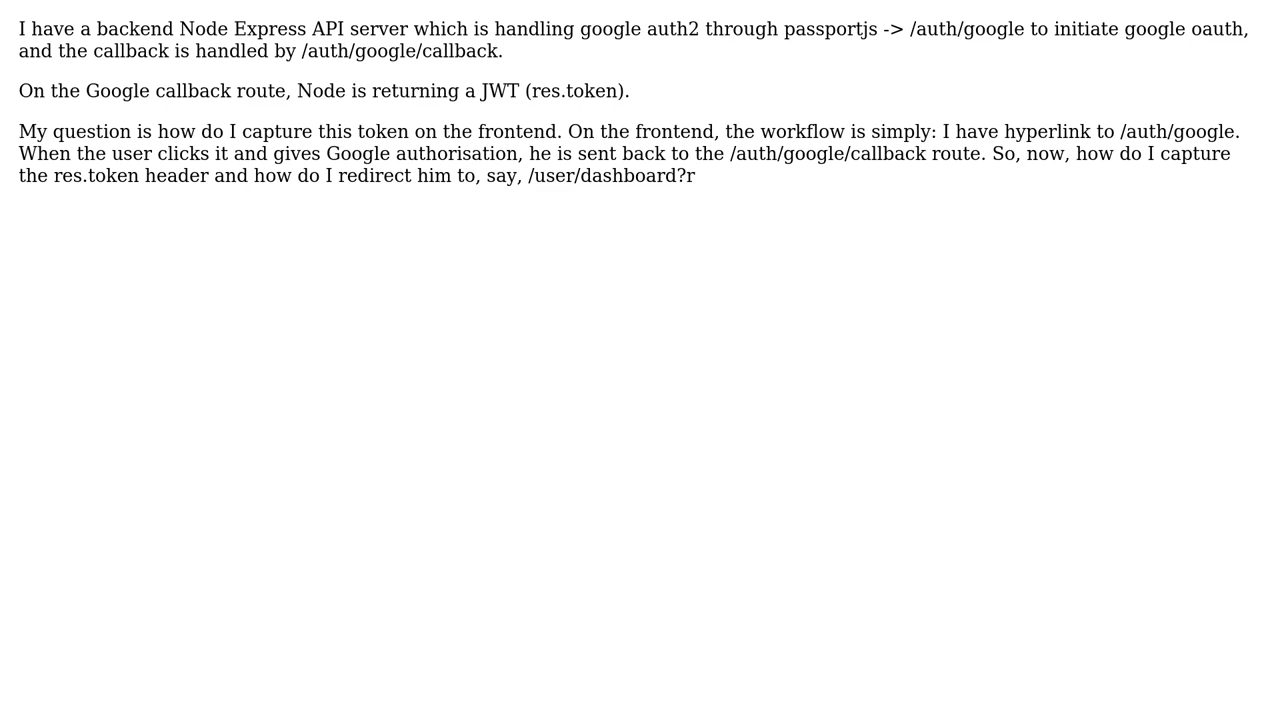 I have a backend Node Express API server which is handling google auth2 through passportjs -> /auth/google to initiate google oauth,
and the callback is handled by /auth/google/callback.
On the Google callback route, Node is returning a JWT (res.token).
My question is how do I capture this token on the frontend. On the frontend, the workflow is simply: I have hyperlink to /auth/google.
When the user clicks it and gives Google authorisation, he is sent back to the /auth/google/callback route. So, now, how do I capture
the res.token header and how do I redirect him to, say, /user/dashboard?r